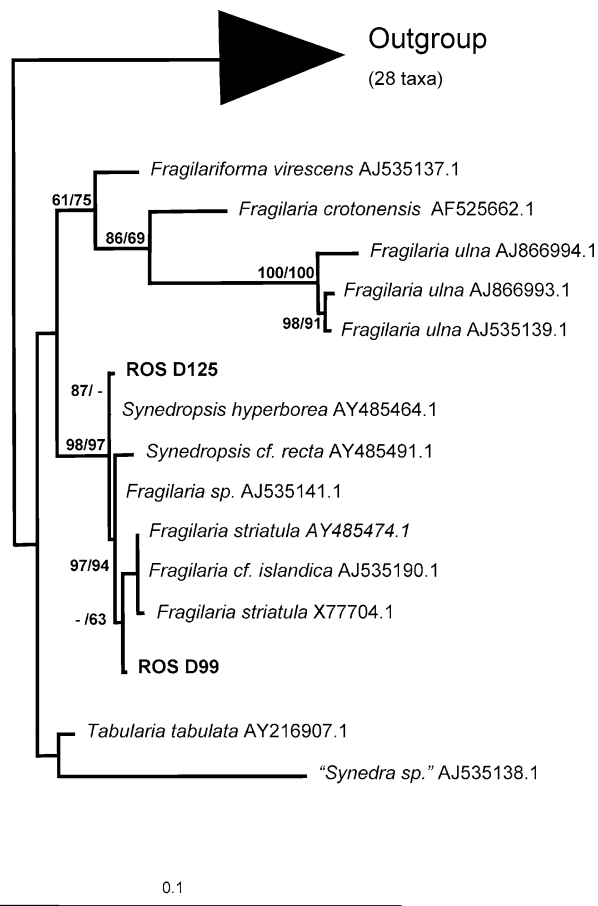 Outgroup
(28 taxa)
Fragilariforma virescens AJ535137.1
61/75
Fragilaria crotonensis AF525662.1
86/69
Fragilaria ulna AJ866994.1
100/100
Fragilaria ulna AJ866993.1
98/91
Fragilaria ulna AJ535139.1
ROS D125
87/ -
Synedropsis hyperborea AY485464.1
98/97
Synedropsis cf. recta AY485491.1
Fragilaria sp. AJ535141.1
Fragilaria striatula AY485474.1
97/94
Fragilaria cf. islandica AJ535190.1
Fragilaria striatula X77704.1
- /63
ROS D99
Tabularia tabulata AY216907.1
“Synedra sp.” AJ535138.1
0.1